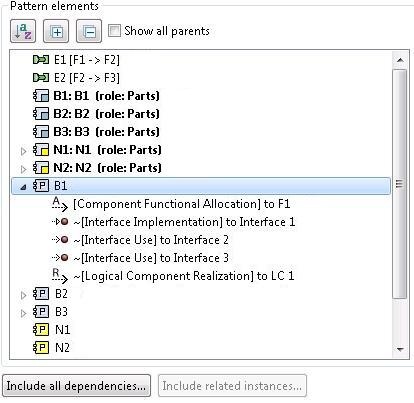 Pattern elements
Show all parents
E1 [F1 -> F2]
E2 [F2 -> F3]
B1: B1 (role: Parts)
B2: B2 (role: Parts)
B3: B3 (role: Parts)
N1: N1 (role: Parts)
N2: N2 (role: Parts)
P B1
A [Component Functional Allocation] to F1
~[Interface Implementation] to Interface 1
~[Interface Use] to Interface 2
~[Interface Use] to Interface 3
R [Logical Component Realization] to LC 1
P B2
P B3
P N1
P N2
Include all dependencies... Include related instances...